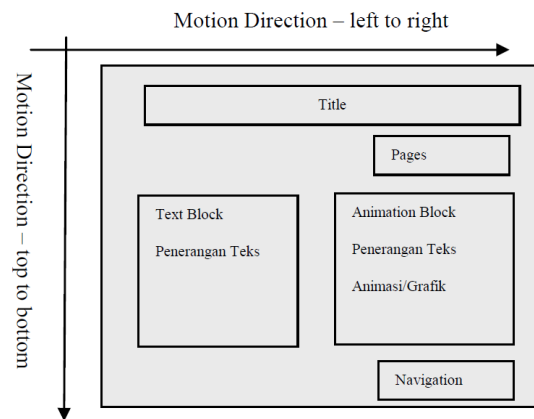 Motion Direction – left to right
Motion Direction – top to bottom
Title
Pages
Text Block
Penerangan Teks
Animation Block
Penerangan Teks
Animasi/Grafik
Navigation